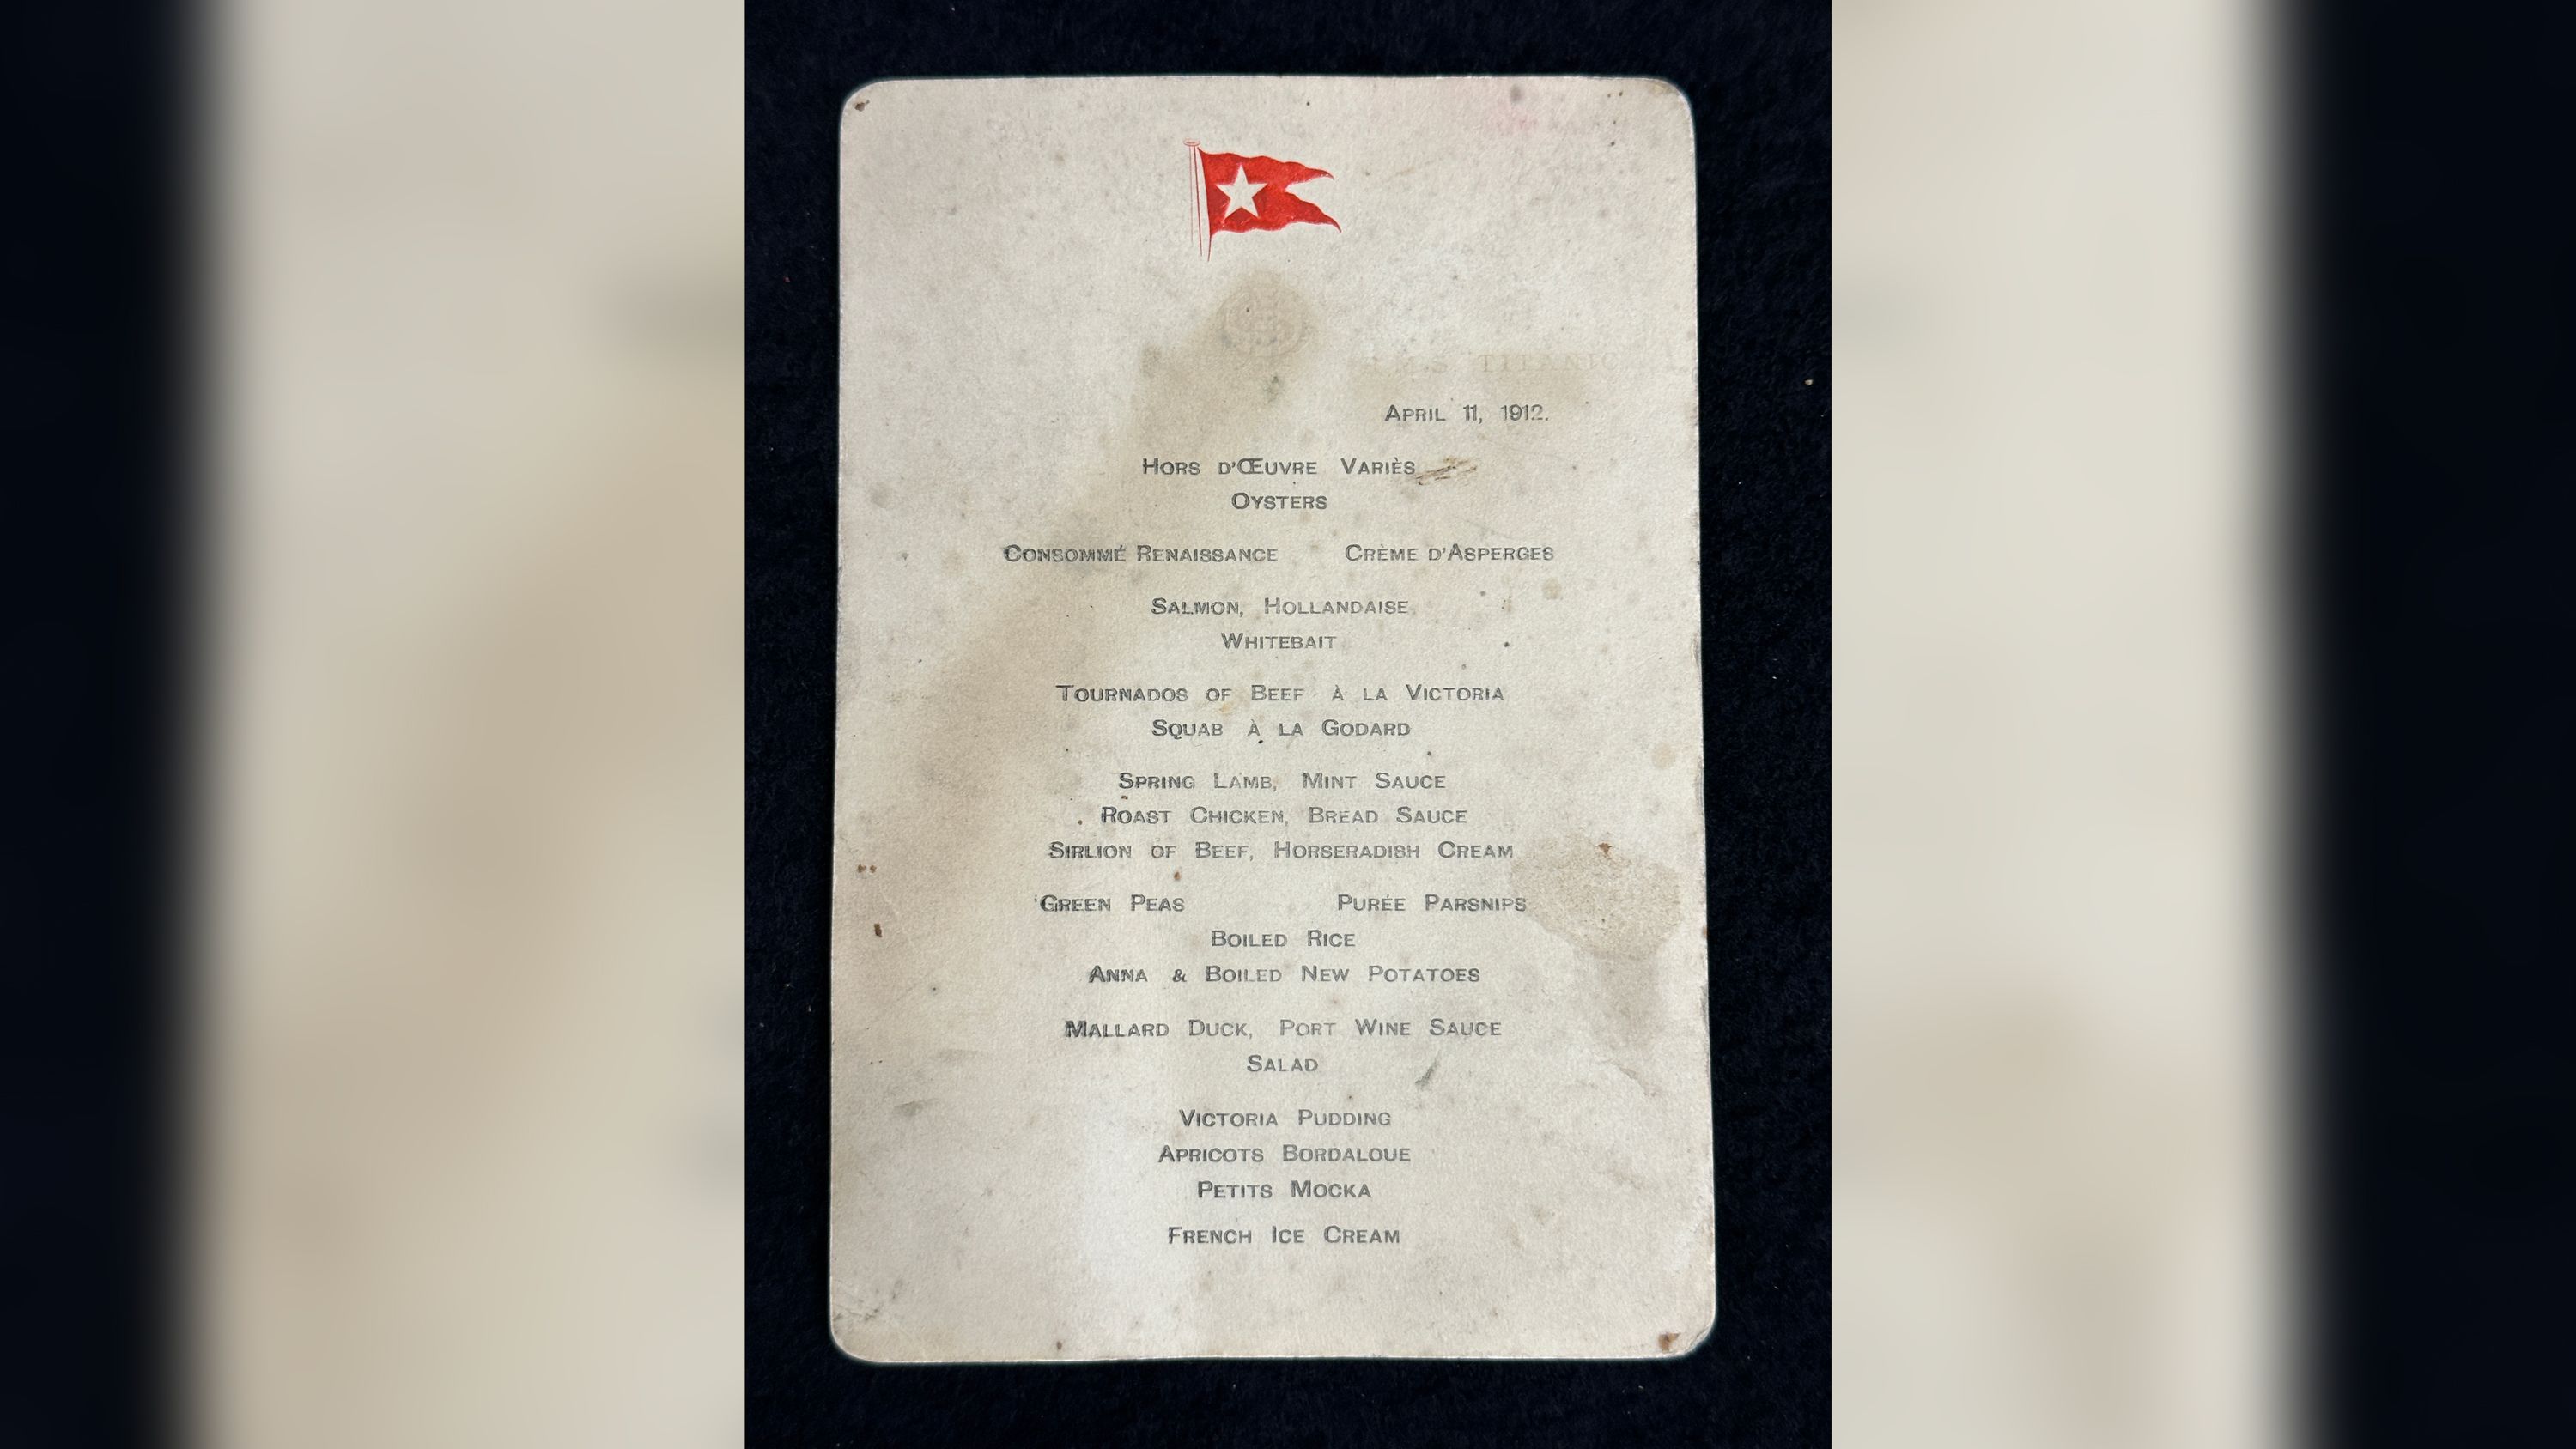 R.M.S TITANIC
April 11, 1912.
Hors d'Œuvre Variès
Oysters
Consommé Renaissance Crème d'Asperges
Salmon, Hollandaise
Whitebait
Tournados of Beef à la Victoria
Squab à la Godard
Spring Lamb, Mint Sauce
Roast Chicken, Bread Sauce
Sirlion of Beef, Horseradish Cream
Green Peas Purée Parsnips
Boiled Rice
Anna & Boiled New Potatoes
Mallard Duck, Port Wine Sauce
Salad
Victoria Pudding
Apricots Bordaloue
Petits Mocka
French Ice Cream